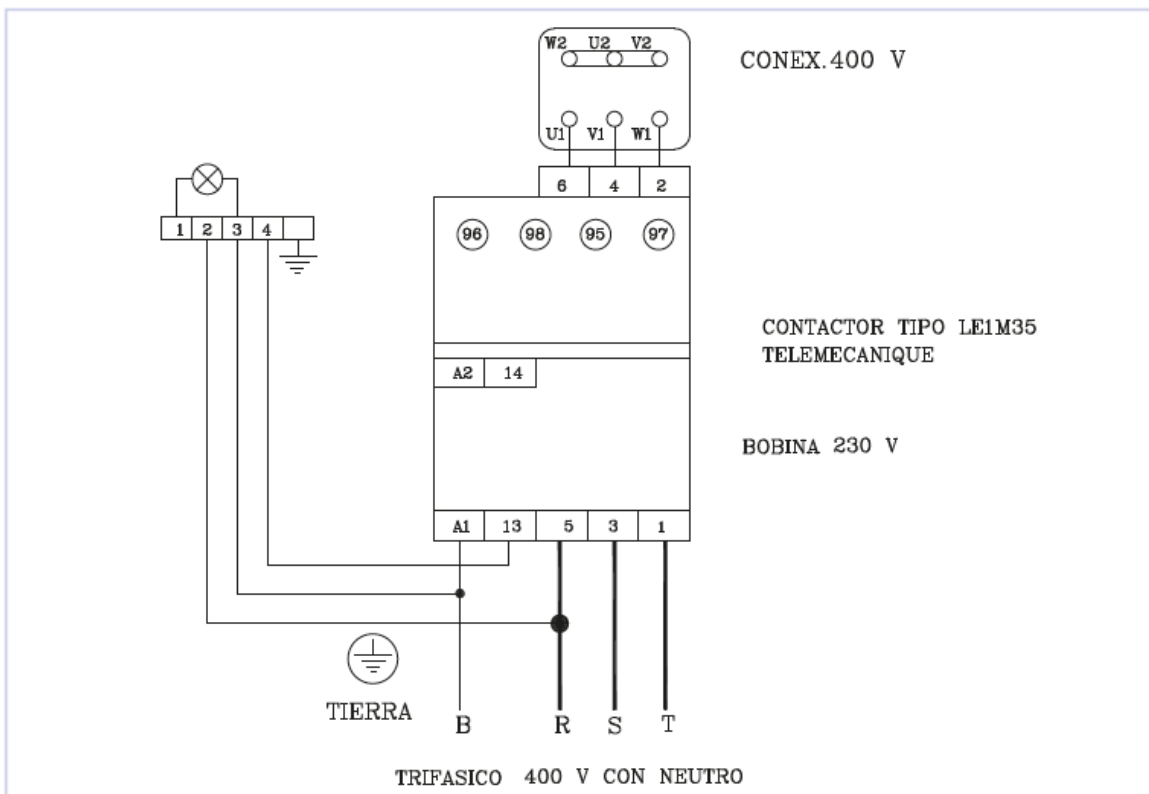 W2 U2 V2
CONEX.400 V
U1 V1 W1
6 4 2
1 2 3 4
96 98 95 97
CONTACTOR TIPO LE1M35
TELEMECANIQUE
A2 14
BOBINA 230 V
A1 13 5 3 1
TIERRA
B R S T
TRIFASICO 400 V CON NEUTRO